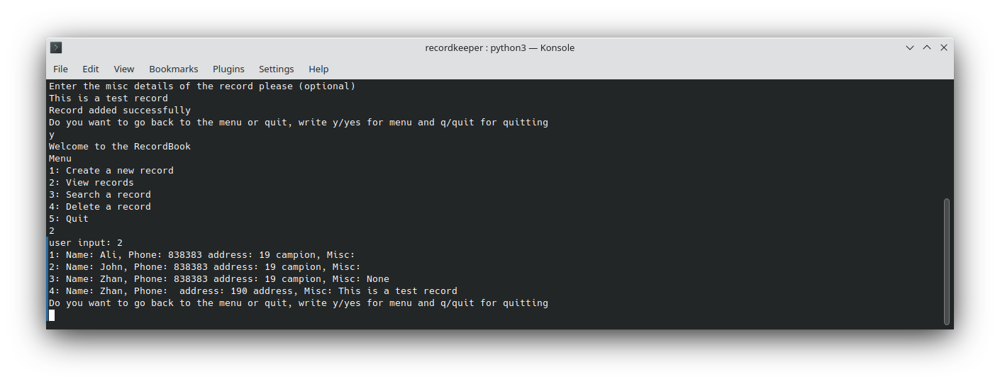 recordkeeper : python3 — Konsole
File Edit View Bookmarks Plugins Settings Help
Enter the misc details of the record please (optional)
This is a test record
Record added successfully
Do you want to go back to the menu or quit, write y/yes for menu and q/quit for quitting
y
Welcome to the RecordBook
Menu
1: Create a new record
2: View records
3: Search a record
4: Delete a record
5: Quit
2
user input: 2
1: Name: Ali, Phone: 838383 address: 19 campion, Misc:
2: Name: John, Phone: 838383 address: 19 campion, Misc:
3: Name: Zhan, Phone: 838383 address: 19 campion, Misc: None
4: Name: Zhan, Phone:  address: 190 address, Misc: This is a test record
Do you want to go back to the menu or quit, write y/yes for menu and q/quit for quitting